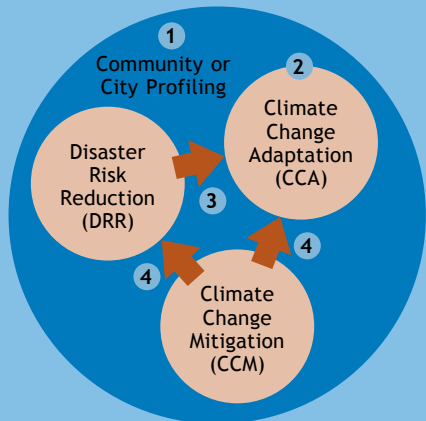 1
Community or
City Profiling
2
Climate
Change
Adaptation
(CCA)
Disaster
Risk
Reduction
(DRR)
3
4
4
Climate
Change
Mitigation
(CCM)